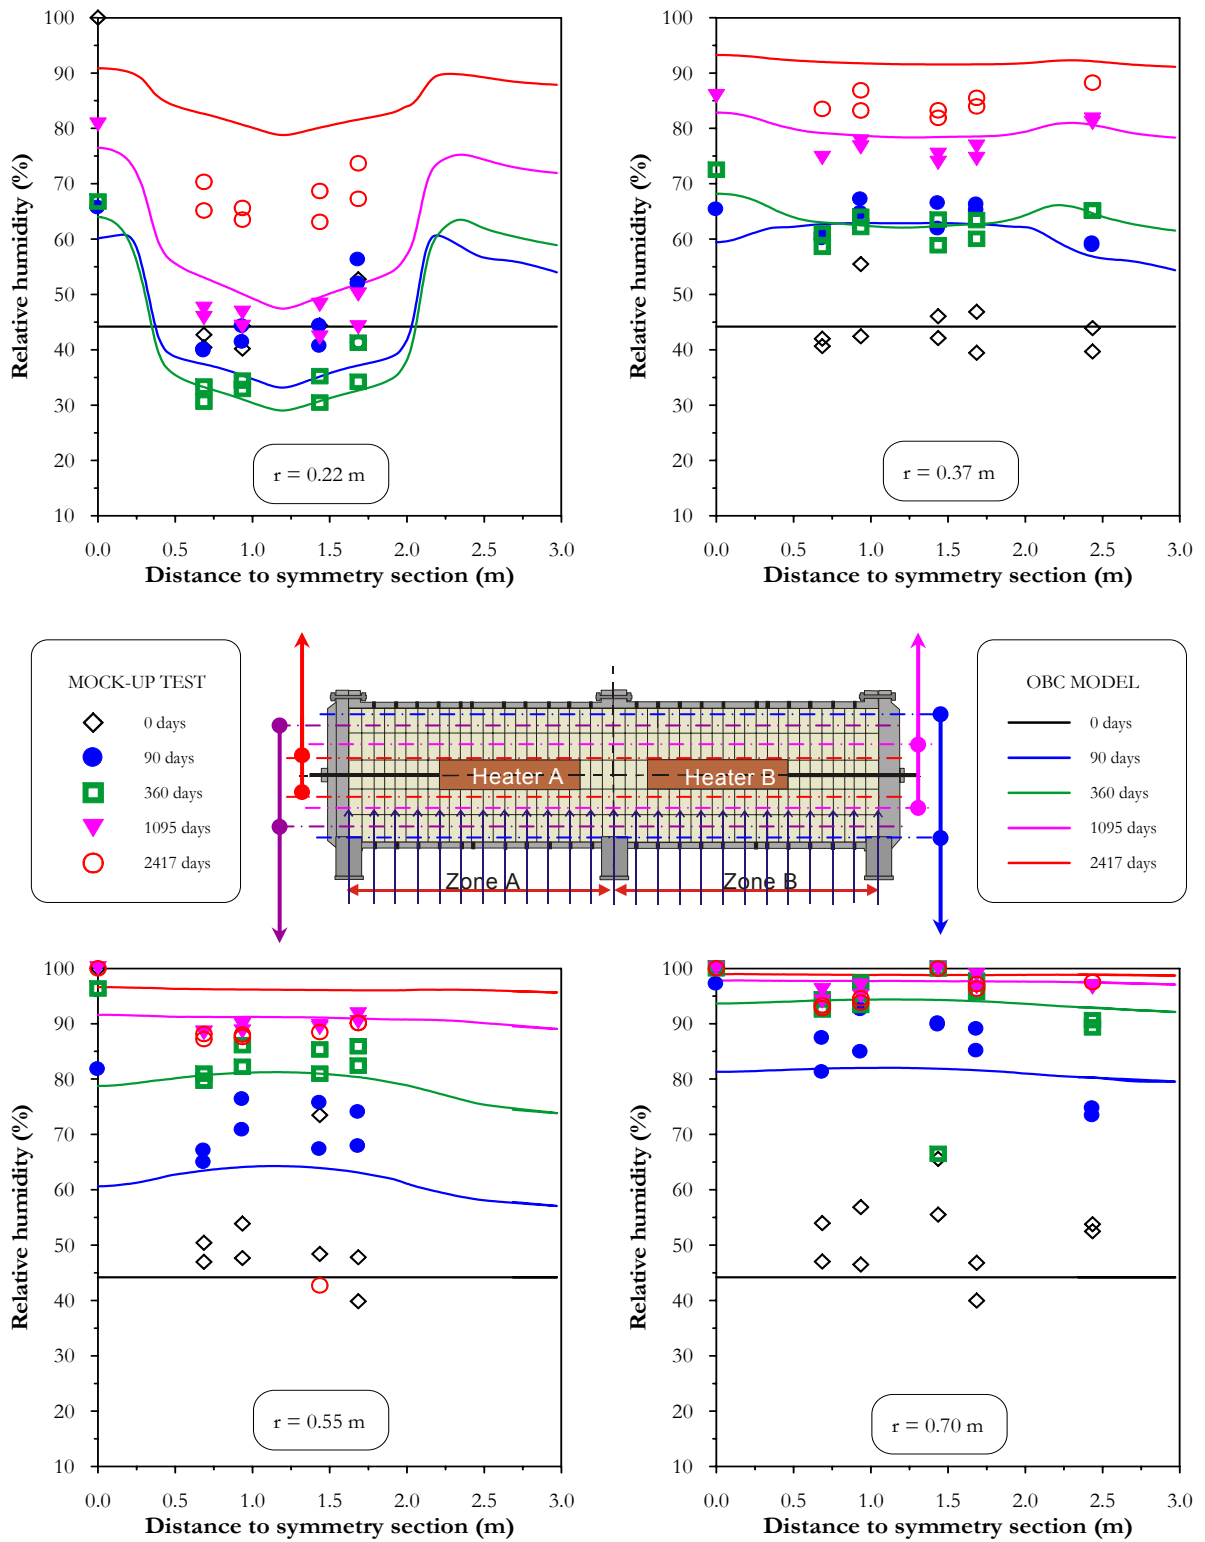 100
90
80
70
60
50
40
30
20
10
Relative humidity (%)
r = 0.22 m
0.0 0.5 1.0 1.5 2.0 2.5 3.0
Distance to symmetry section (m)
100
90
80
70
60
50
40
30
20
10
Relative humidity (%)
r = 0.37 m
0.0 0.5 1.0 1.5 2.0 2.5 3.0
Distance to symmetry section (m)
MOCK-UP TEST
0 days
90 days
360 days
1095 days
2417 days
Heater A Heater B
Zone A Zone B
OBC MODEL
0 days
90 days
360 days
1095 days
2417 days
100
90
80
70
60
50
40
30
20
10
Relative humidity (%)
r = 0.55 m
0.0 0.5 1.0 1.5 2.0 2.5 3.0
Distance to symmetry section (m)
100
90
80
70
60
50
40
30
20
10
Relative humidity (%)
r = 0.70 m
0.0 0.5 1.0 1.5 2.0 2.5 3.0
Distance to symmetry section (m)